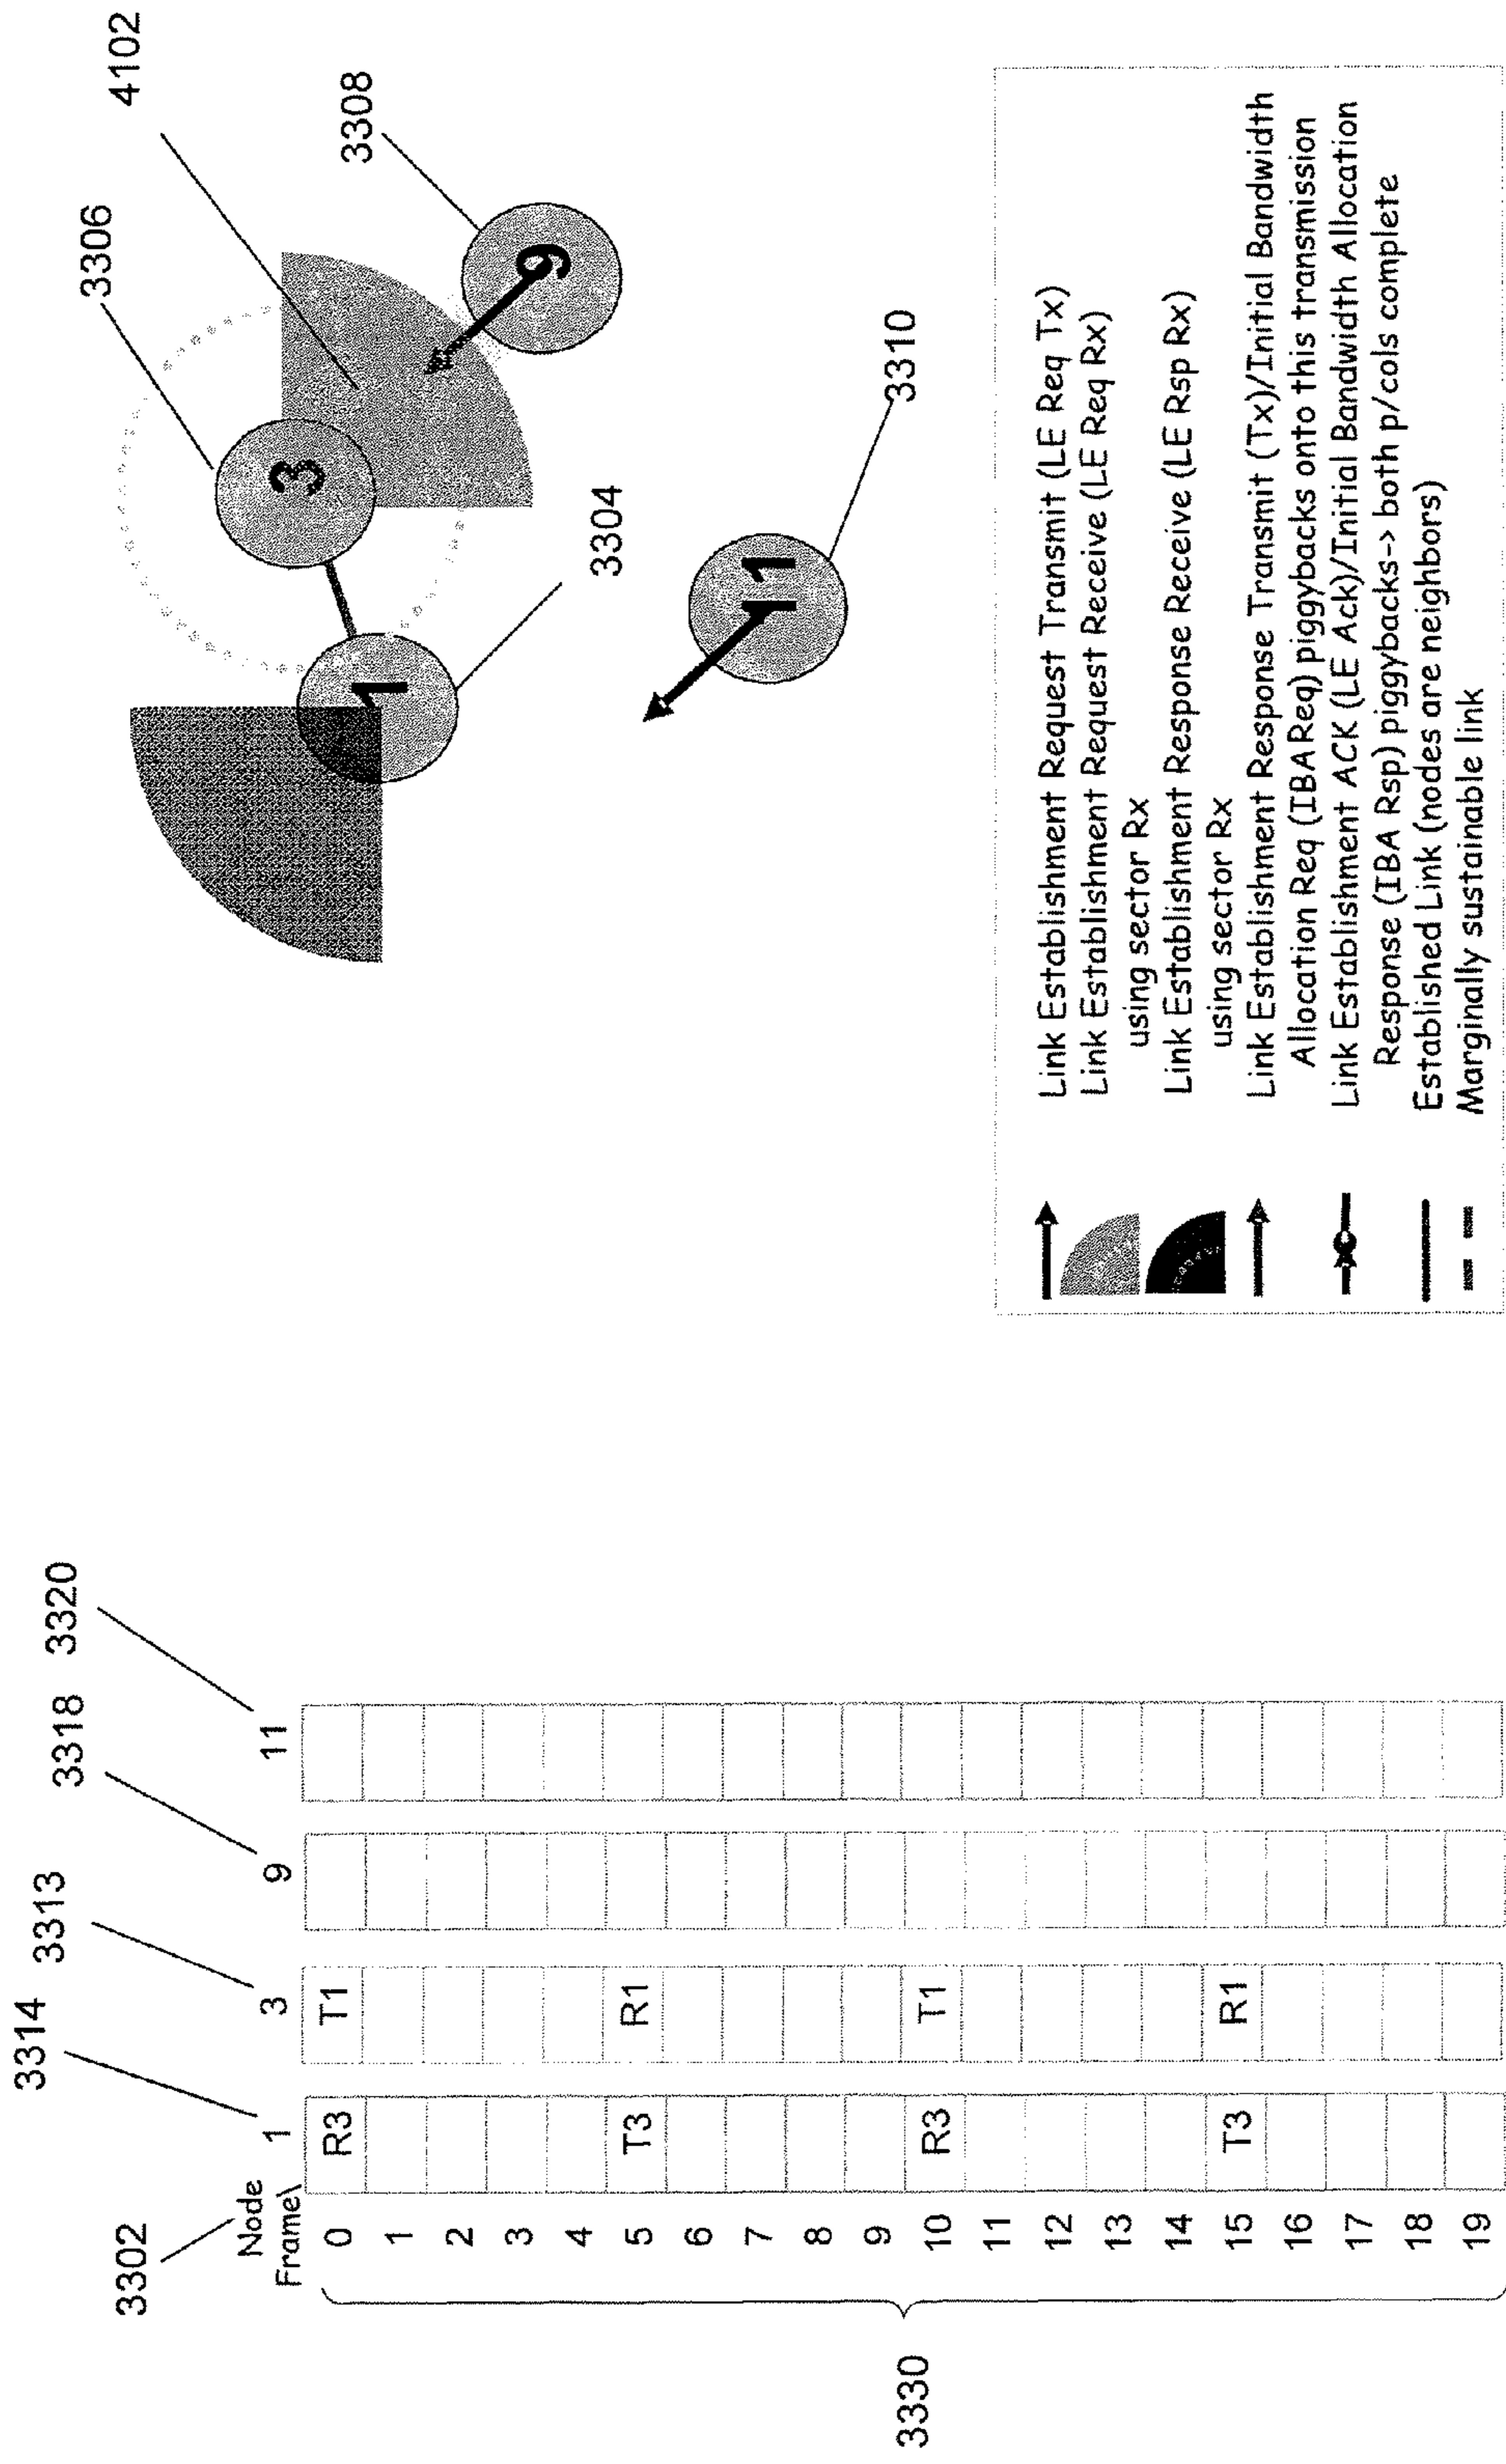 3302
3314
3313
3318
3320
Node
Frame\
1
3
9
11
0 R3 T1
1
2
3
4
5 T3 R1
6
7
8
9
10 R3 T1
11
12
13
14
15 T3 R1
16
17
18
19
3330
3306
4102
3308
3304
3310
1
3
9
11
Link Establishment Request Transmit (LE Req Tx)
Link Establishment Request Receive (LE Req Rx)
using sector Rx
Link Establishment Response Receive (LE Rsp Rx)
using sector Rx
Link Establishment Response Transmit (Tx)/Initial Bandwidth
Allocation Req (IBA Req) piggybacks onto this transmission
Link Establishment ACK (LE Ack)/Initial Bandwidth Allocation
Response (IBA Rsp) piggybacks-> both p/cols complete
Established Link (nodes are neighbors)
Marginally sustainable link